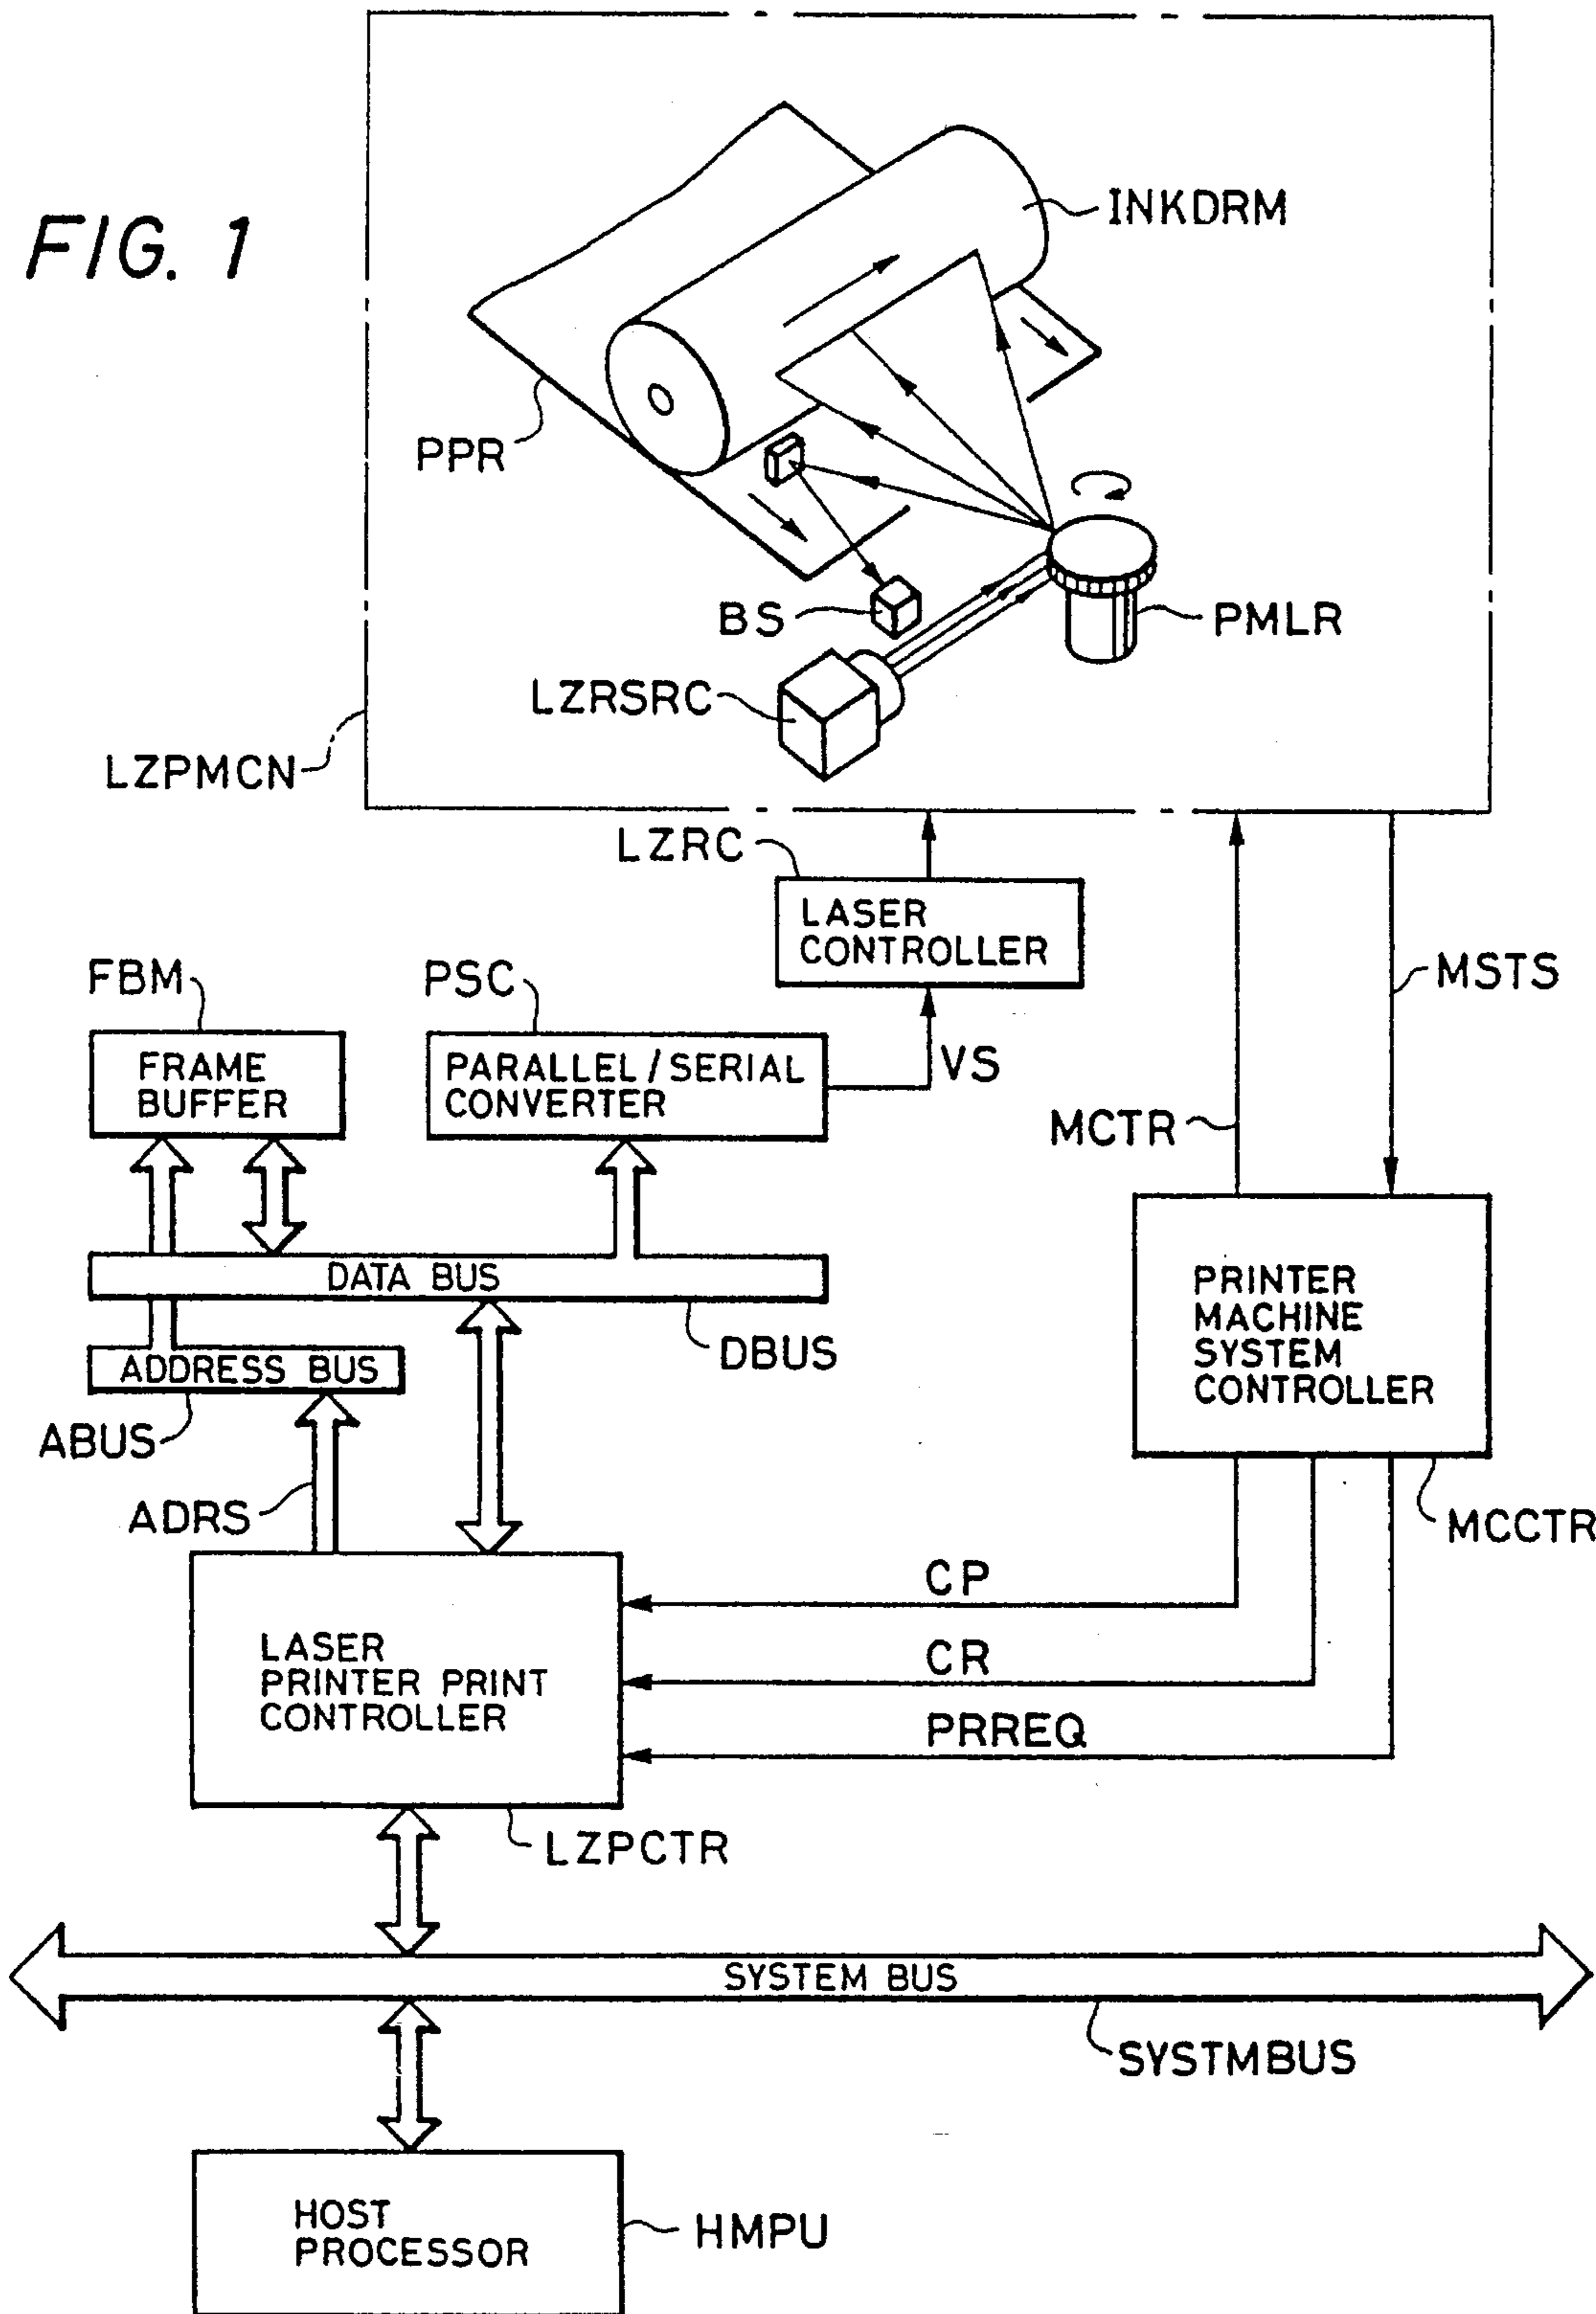 FIG. 1
INKDRM
PPR
BS
PMLR
LZRSRC
LZPMCN
LZRC
LASER
CONTROLLER
MSTS
FBM
PSC
FRAME
BUFFER
PARALLEL/SERIAL
CONVERTER
VS
MCTR
DATA BUS
PRINTER
MACHINE
SYSTEM
CONTROLLER
DBUS
ADDRESS BUS
ABUS
ADRS
MCCTR
CP
LASER
PRINTER PRINT
CONTROLLER
CR
PRREQ
LZPCTR
SYSTEM BUS
SYSTMBUS
HOST
PROCESSOR
HMPU